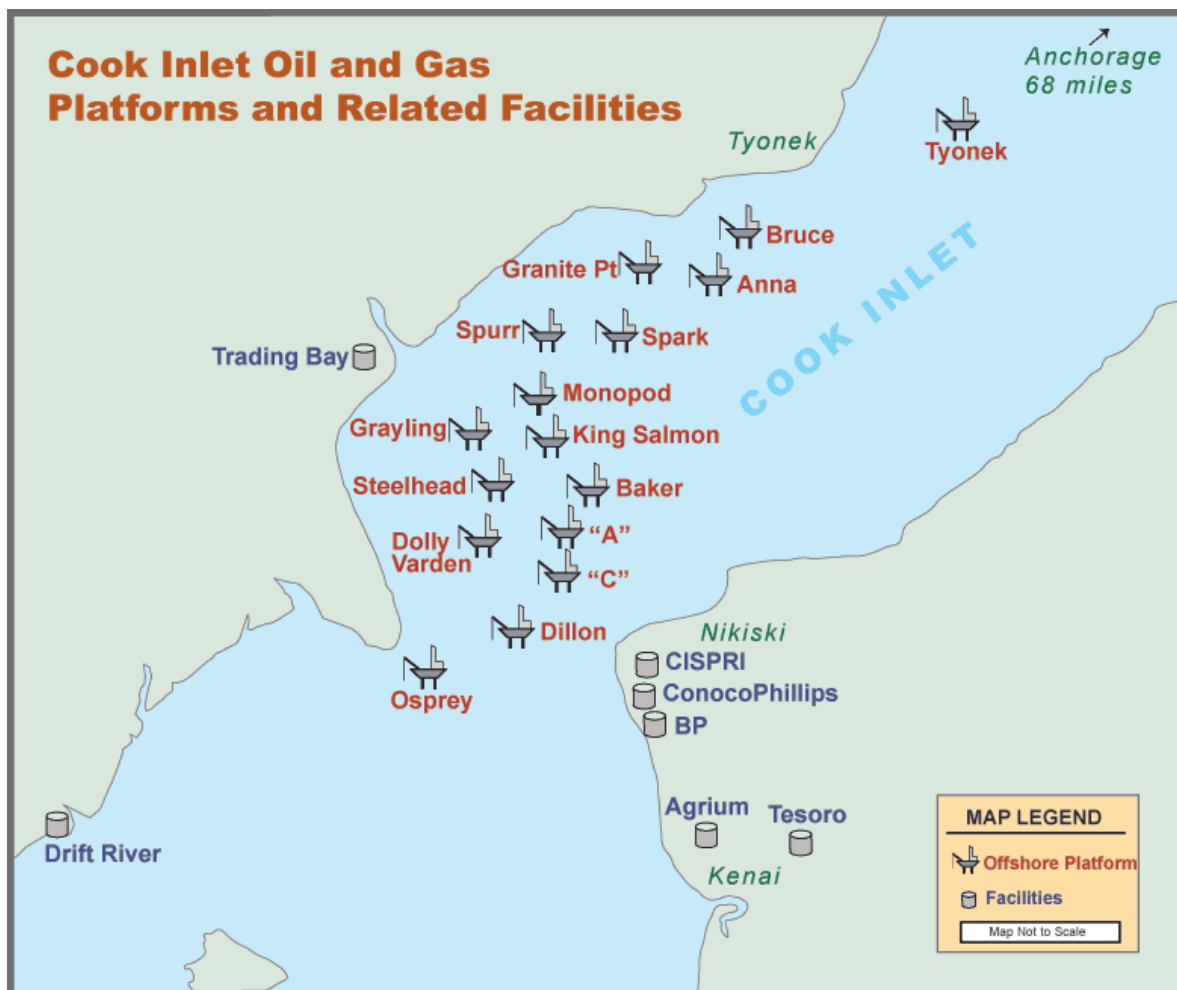 Cook Inlet Oil and Gas
Platforms and Related Facilities
Anchorage
68 miles
Tyonek
Tyonek
Bruce
Granite Pt
Anna
COOK INLET
Spurr
Spark
Trading Bay
Monopod
Grayling
King Salmon
Steelhead
Baker
Dolly
Varden
“A”
“C”
Dillon
Nikiski
CISPRI
Osprey
ConocoPhillips
BP
Agrium
Tesoro
Drift River
Kenai
MAP LEGEND
Offshore Platform
Facilities
Map Not to Scale